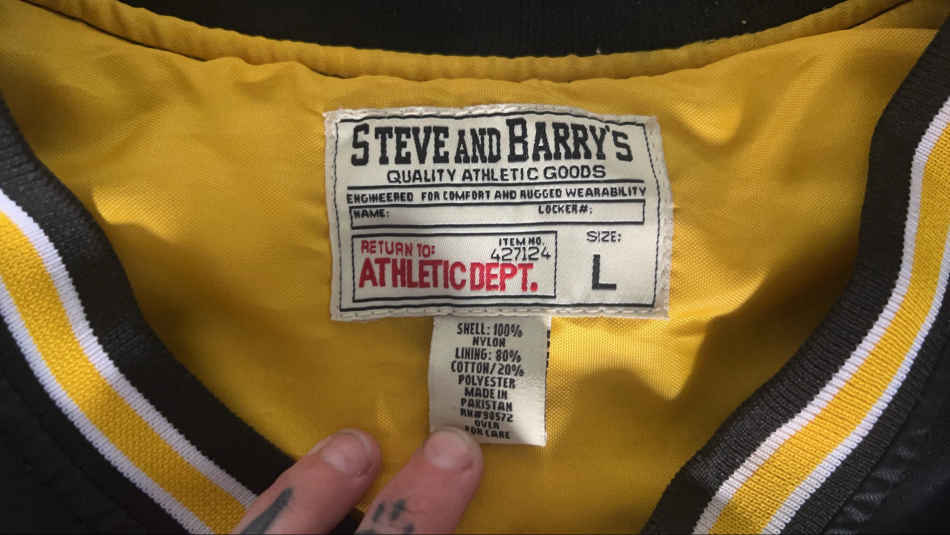 STEVE AND BARRY'S
QUALITY ATHLETIC GOODS
ENGINEERED FOR COMFORT AND RUGGED WEARABILITY
NAME: LOCKER#:
RETURN TO:
ATHLETIC DEPT.
ITEM NO.
427124
SIZE:
L
SHELL: 100%
NYLON
LINING: 80%
COTTON/20%
POLYESTER
MADE IN
PAKISTAN
RN#98572
OVER
FOR CARE